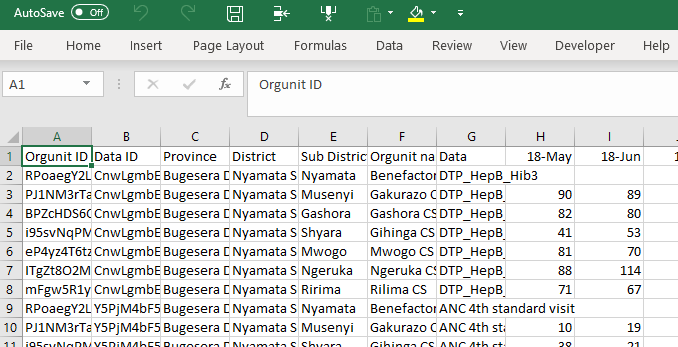 AutoSave Off
File Home Insert Page Layout Formulas Data Review View Developer Help
A1 fx Orgunit ID
A B C D E F G H I
1 Orgunit ID Data ID Province District Sub Distric Orgunit na Data 18-May 18-Jun
2 RPoaegY2L CnwLgmbE Bugesera D Nyamata S Nyamata Benefactor DTP_HepB_Hib3
3 PJ1NM3rTa CnwLgmbE Bugesera D Nyamata S Musenyi Gakurazo C DTP_HepB_ 90 89
4 BPZcHDS6C CnwLgmbE Bugesera D Nyamata S Gashora Gashora CS DTP_HepB_ 82 80
5 i95svNqPM CnwLgmbE Bugesera D Nyamata S Shyara Gihinga CS DTP_HepB_ 41 53
6 eP4yz4T6tz CnwLgmbE Bugesera D Nyamata S Mwogo Mwogo CS DTP_HepB_ 81 70
7 ITgZt8O2M CnwLgmbE Bugesera D Nyamata S Ngeruka Ngeruka CS DTP_HepB_ 88 114
8 mFgw5R1y CnwLgmbE Bugesera D Nyamata S Ririma Rilima CS DTP_HepB_ 71 67
9 RPoaegY2L Y5PjM4bF5 Bugesera D Nyamata S Nyamata Benefactor ANC 4th standard visit
10 PJ1NM3rTa Y5PjM4bF5 Bugesera D Nyamata S Musenyi Gakurazo C ANC 4th sta 10 19
11 i95svNqPM Y5PjM4bF5 Bugesera D Nyamata S Shyara Gihinga CS ANC 4th sta 38 21